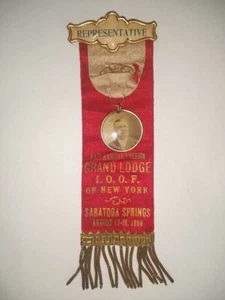 REPRESENTATIVE
ANNUAL SESSION
GRAND LODGE
I. O. O. F.
OF NEW YORK
SARATOGA SPRINGS
AUGUST